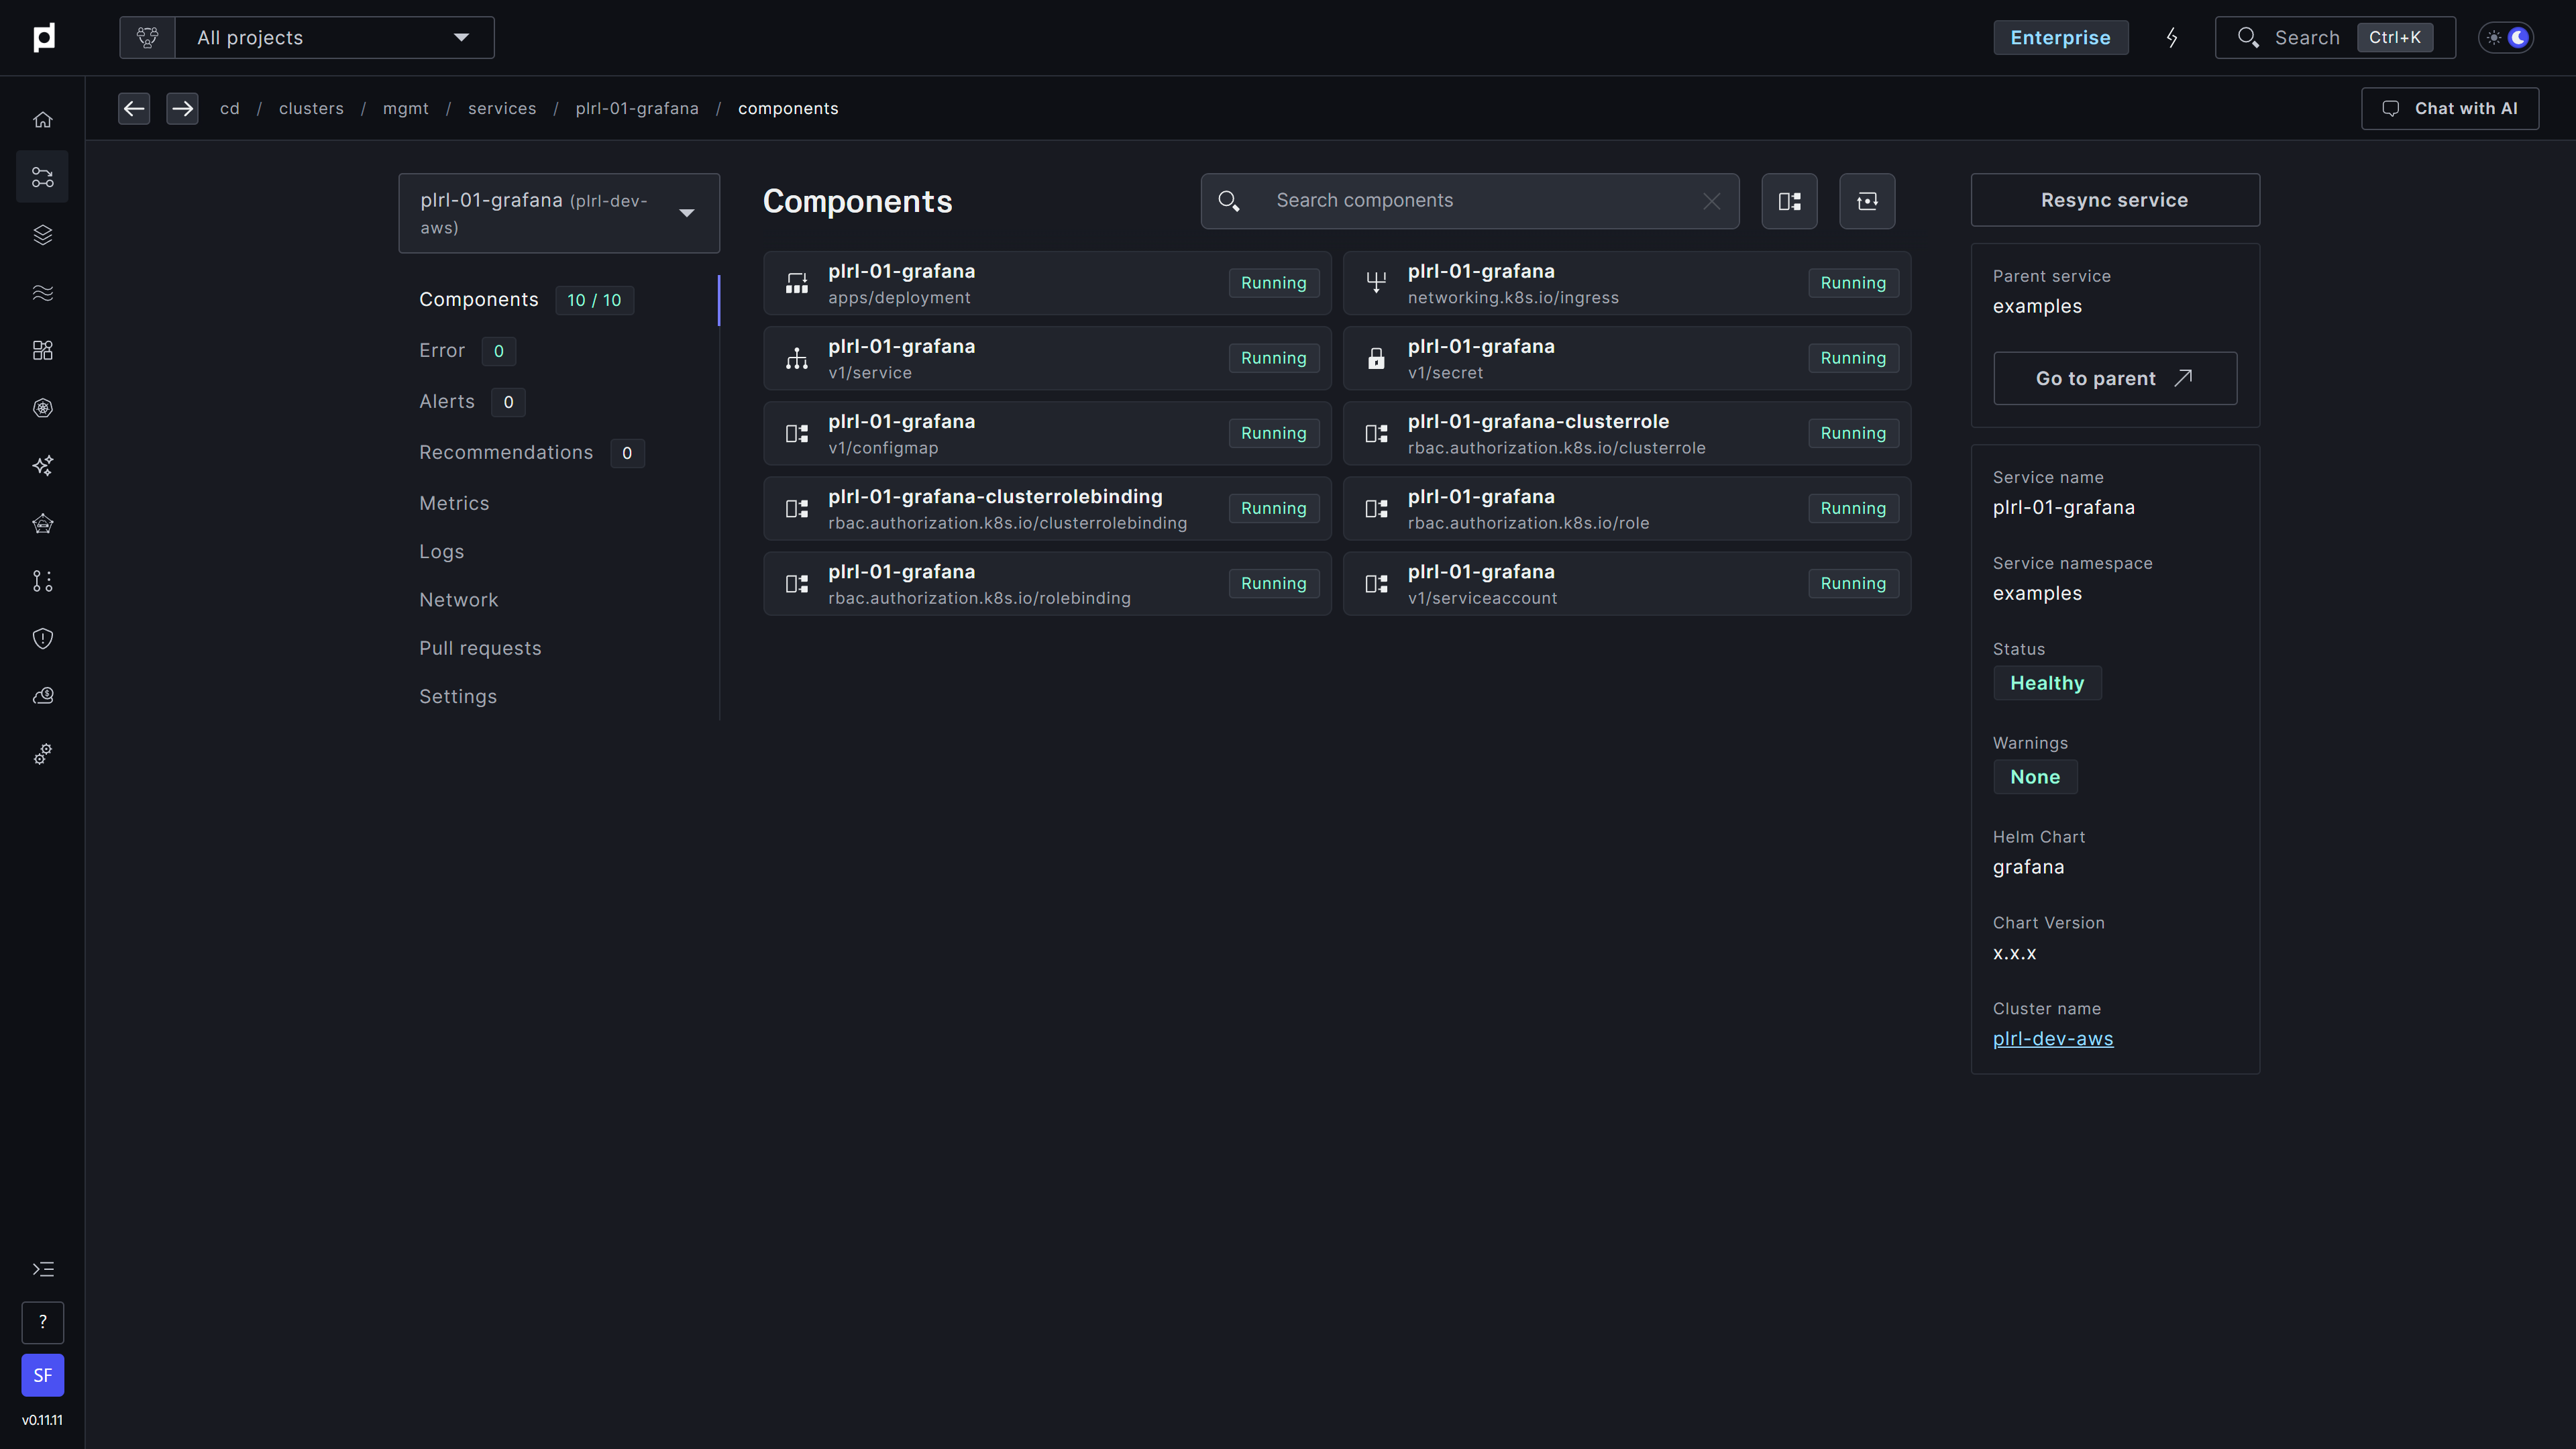 All projects
Enterprise
Search
Ctrl+K
cd / clusters / mgmt / services / plrl-01-grafana / components
Chat with AI
plrl-01-grafana (plrl-dev-
aws)
Components 10 / 10
Error 0
Alerts 0
Recommendations 0
Metrics
Logs
Network
Pull requests
Settings
Components
Search components
plrl-01-grafana
apps/deployment
Running
plrl-01-grafana
networking.k8s.io/ingress
Running
plrl-01-grafana
v1/service
Running
plrl-01-grafana
v1/secret
Running
plrl-01-grafana
v1/configmap
Running
plrl-01-grafana-clusterrole
rbac.authorization.k8s.io/clusterrole
Running
plrl-01-grafana-clusterrolebinding
rbac.authorization.k8s.io/clusterrolebinding
Running
plrl-01-grafana
rbac.authorization.k8s.io/role
Running
plrl-01-grafana
rbac.authorization.k8s.io/rolebinding
Running
plrl-01-grafana
v1/serviceaccount
Running
Resync service
Parent service
examples
Go to parent
Service name
plrl-01-grafana
Service namespace
examples
Status
Healthy
Warnings
None
Helm Chart
grafana
Chart Version
x.x.x
Cluster name
plrl-dev-aws
?
SF
v0.11.11